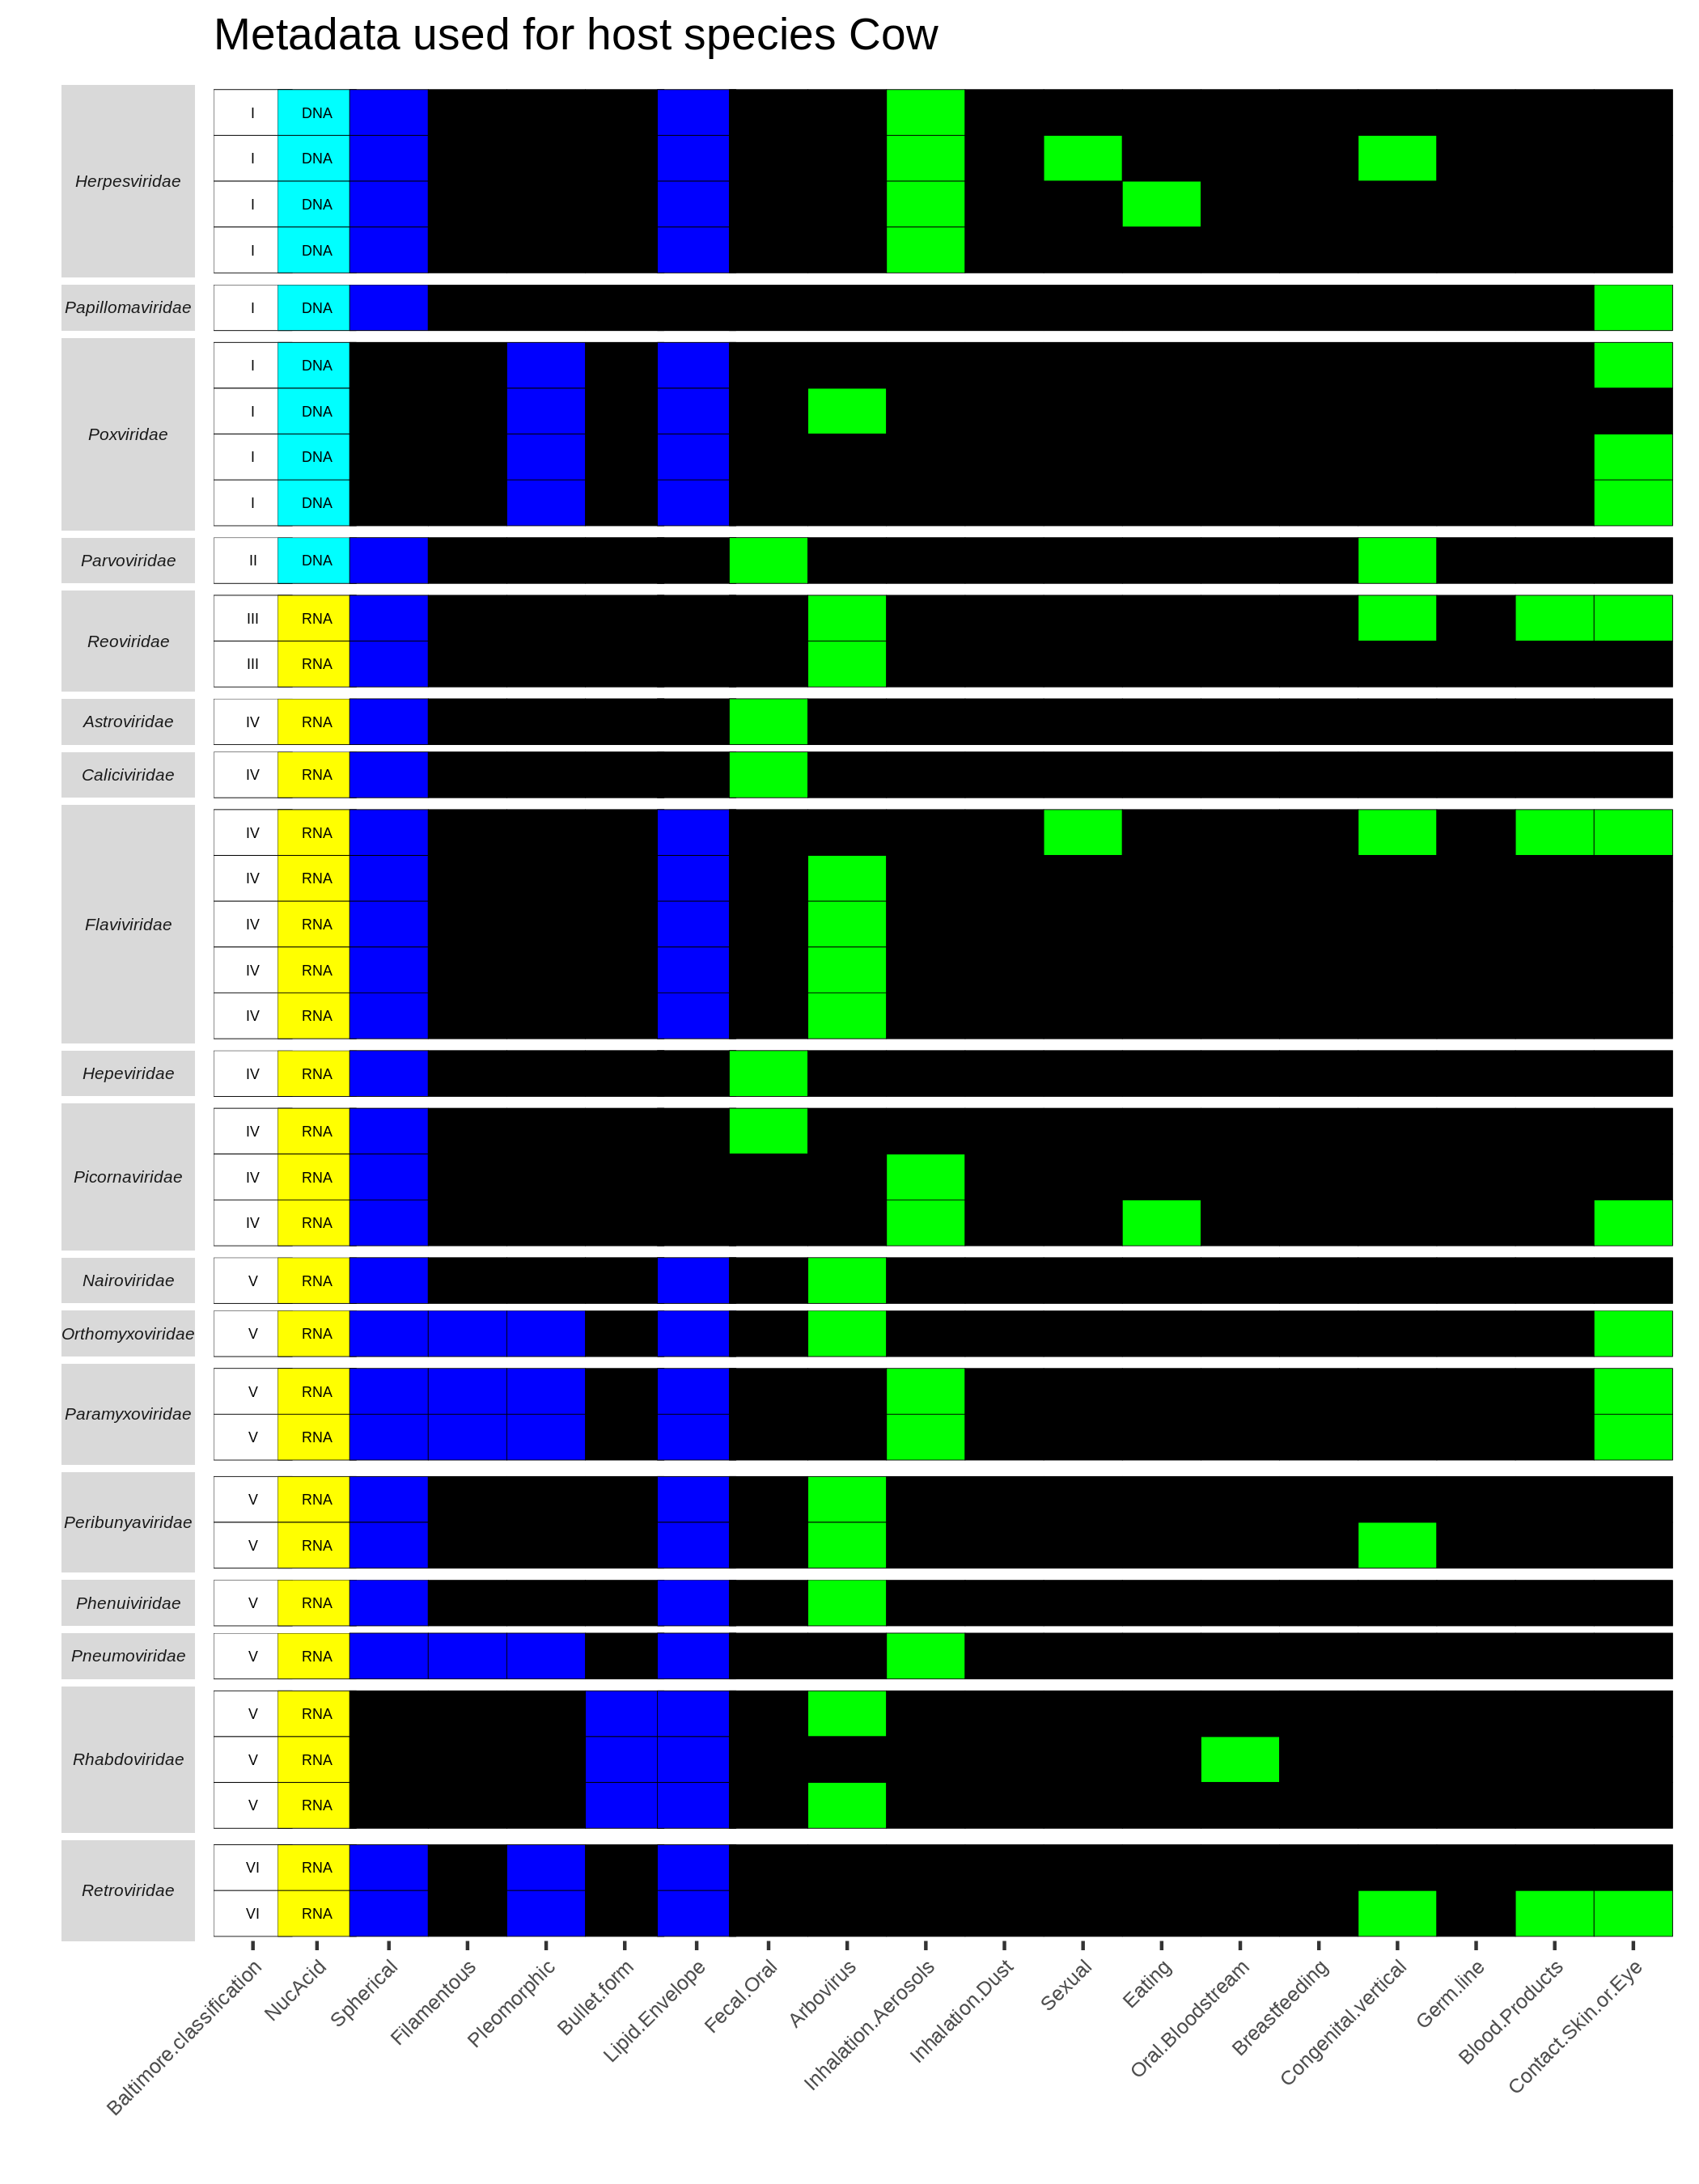 Metadata used for host species Cow
Herpesviridae
I DNA
I DNA
I DNA
I DNA
Papillomaviridae
I DNA
Poxviridae
I DNA
I DNA
I DNA
I DNA
Parvoviridae
II DNA
Reoviridae
III RNA
III RNA
Astroviridae
IV RNA
Caliciviridae
IV RNA
Flaviviridae
IV RNA
IV RNA
IV RNA
IV RNA
IV RNA
Hepeviridae
IV RNA
Picornaviridae
IV RNA
IV RNA
IV RNA
Nairoviridae
V RNA
Orthomyxoviridae
V RNA
Paramyxoviridae
V RNA
V RNA
Peribunyaviridae
V RNA
V RNA
Phenuiviridae
V RNA
Pneumoviridae
V RNA
Rhabdoviridae
V RNA
V RNA
V RNA
Retroviridae
VI RNA
VI RNA
Baltimore.classification
NucAcid
Spherical
Filamentous
Pleomorphic
Bullet.form
Lipid.Envelope
Fecal.Oral
Arbovirus
Inhalation.Aerosols
Inhalation.Dust
Sexual
Eating
Oral.Bloodstream
Breastfeeding
Congenital.vertical
Germ.line
Blood.Products
Contact.Skin.or.Eye